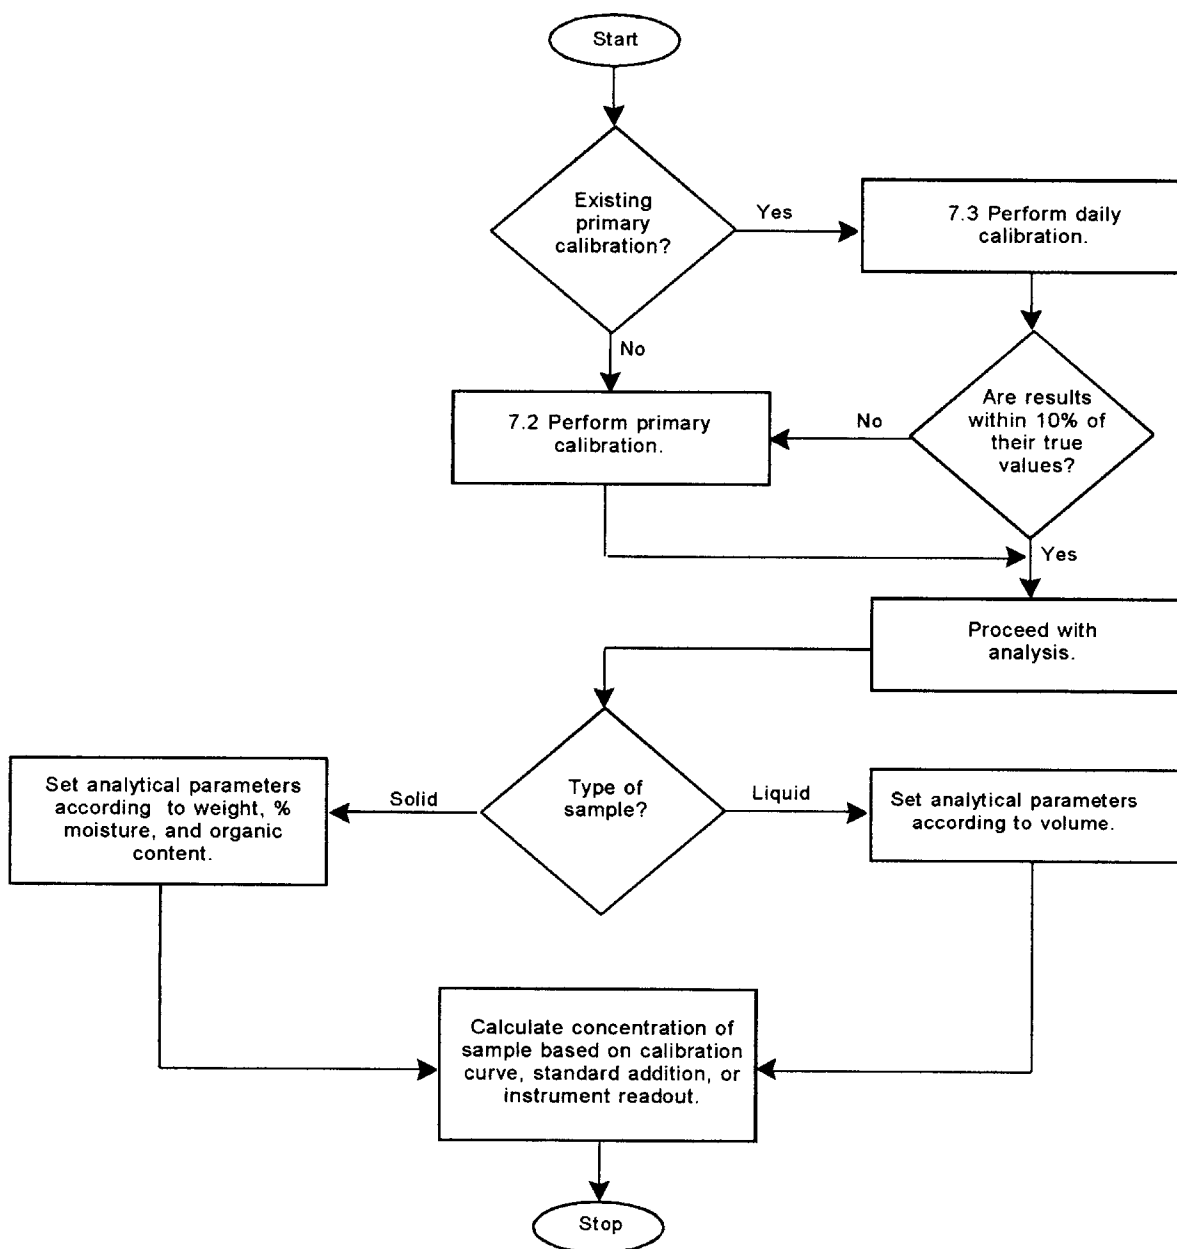 Start
Existing
primary
calibration?
Yes
7.3 Perform daily
calibration.
No
7.2 Perform primary
calibration.
No
Are results
within 10% of
their true
values?
Yes
Proceed with
analysis.
Type of
sample?
Solid
Liquid
Set analytical parameters
according to weight, %
moisture, and organic
content.
Set analytical parameters
according to volume.
Calculate concentration of
sample based on calibration
curve, standard addition, or
instrument readout.
Stop